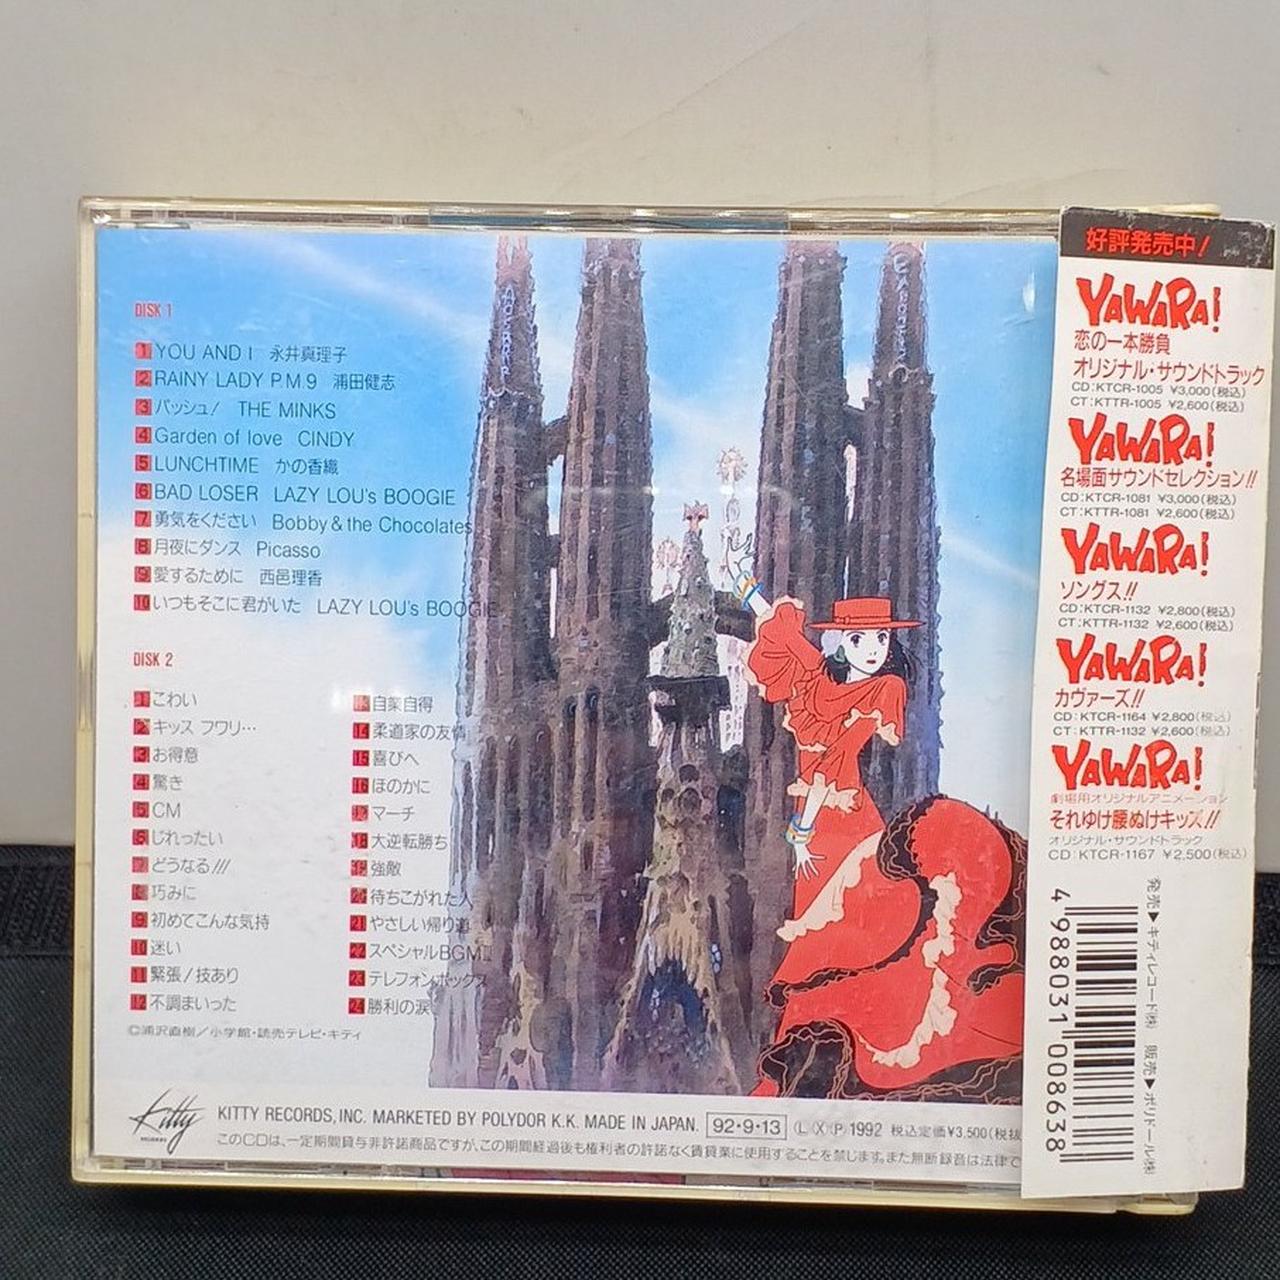 DISK 1
1 YOU AND I 永井真理子
2 RAINY LADY P.M.9 浦田健志
3 バッシュ! THE MINKS
4 Garden of love CINDY
5 LUNCHTIME かの香織
6 BAD LOSER LAZY LOU's BOOGIE
7 勇気をください Bobby & the Chocolates
8 月夜にダンス Picasso
9 愛するために 西邑理香
10 いつもそこに君がいた LAZY LOU's BOOGIE
DISK 2
1 こわい
2 キッス フワリ…
3 お得意
4 驚き
5 CM
6 じれったい
7 どうなる!!!
8 巧みに
9 初めてこんな気持
10 迷い
11 緊張/技あり
12 不調まいった
13 自業自得
14 柔道家の友情
15 喜びへ
16 ほのかに
17 マーチ
18 大逆転勝ち
19 強敵
20 待ちこがれた人
21 やさしい帰り道
22 スペシャルBGMⅡ
23 テレフォンボックス
24 勝利の涙
©浦沢直樹/小学館・読売テレビ・キティ
Kitty
RECORDS
KITTY RECORDS,INC. MARKETED BY POLYDOR K.K. MADE IN JAPAN. 92・9・13 Ⓛ Ⓧ Ⓟ 1992 税込定価¥3,500(税抜
このCDは、一定期間貸与非許諾商品ですが、この期間経過後も権利者の許諾なく賃貸業に使用することを禁じます。また無断録音は法律で
好評発売中!
YAWARA!
恋の一本勝負
オリジナル・サウンドトラック
CD:KTCR-1005 ¥3,000(税込)
CT:KTTR-1005 ¥2,600(税込)
YAWARA!
名場面サウンドセレクション!!
CD:KTCR-1081 ¥3,000(税込)
CT:KTTR-1081 ¥2,600(税込)
YAWARA!
ソングス!!
CD:KTCR-1132 ¥2,800(税込)
CT:KTTR-1132 ¥2,600(税込)
YAWARA!
カヴァーズ!!
CD:KTCR-1164 ¥2,800(税込)
CT:KTTR-1132 ¥2,600(税込)
YAWARA!
劇場用オリジナルアニメーション
それゆけ腰ぬけキッズ!!
オリジナル・サウンドトラック
CD:KTCR-1167 ¥2,500(税込)
発売▶キティレコード(株) 販売▶ポリドール(株)
4 988031 008638